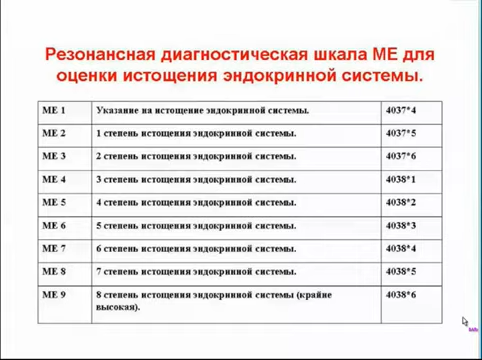 Резонансная диагностическая шкала МЕ для
оценки истощения эндокринной системы.
МЕ 1 Указание на истощение эндокринной системы. 4037*4
МЕ 2 1 степень истощения эндокринной системы. 4037*5
МЕ 3 2 степень истощения эндокринной системы. 4037*6
МЕ 4 3 степень истощения эндокринной системы. 4038*1
МЕ 5 4 степень истощения эндокринной системы. 4038*2
МЕ 6 5 степень истощения эндокринной системы. 4038*3
МЕ 7 6 степень истощения эндокринной системы. 4038*4
МЕ 8 7 степень истощения эндокринной системы. 4038*5
МЕ 9 8 степень истощения эндокринной системы (крайне 4038*6
высокая).